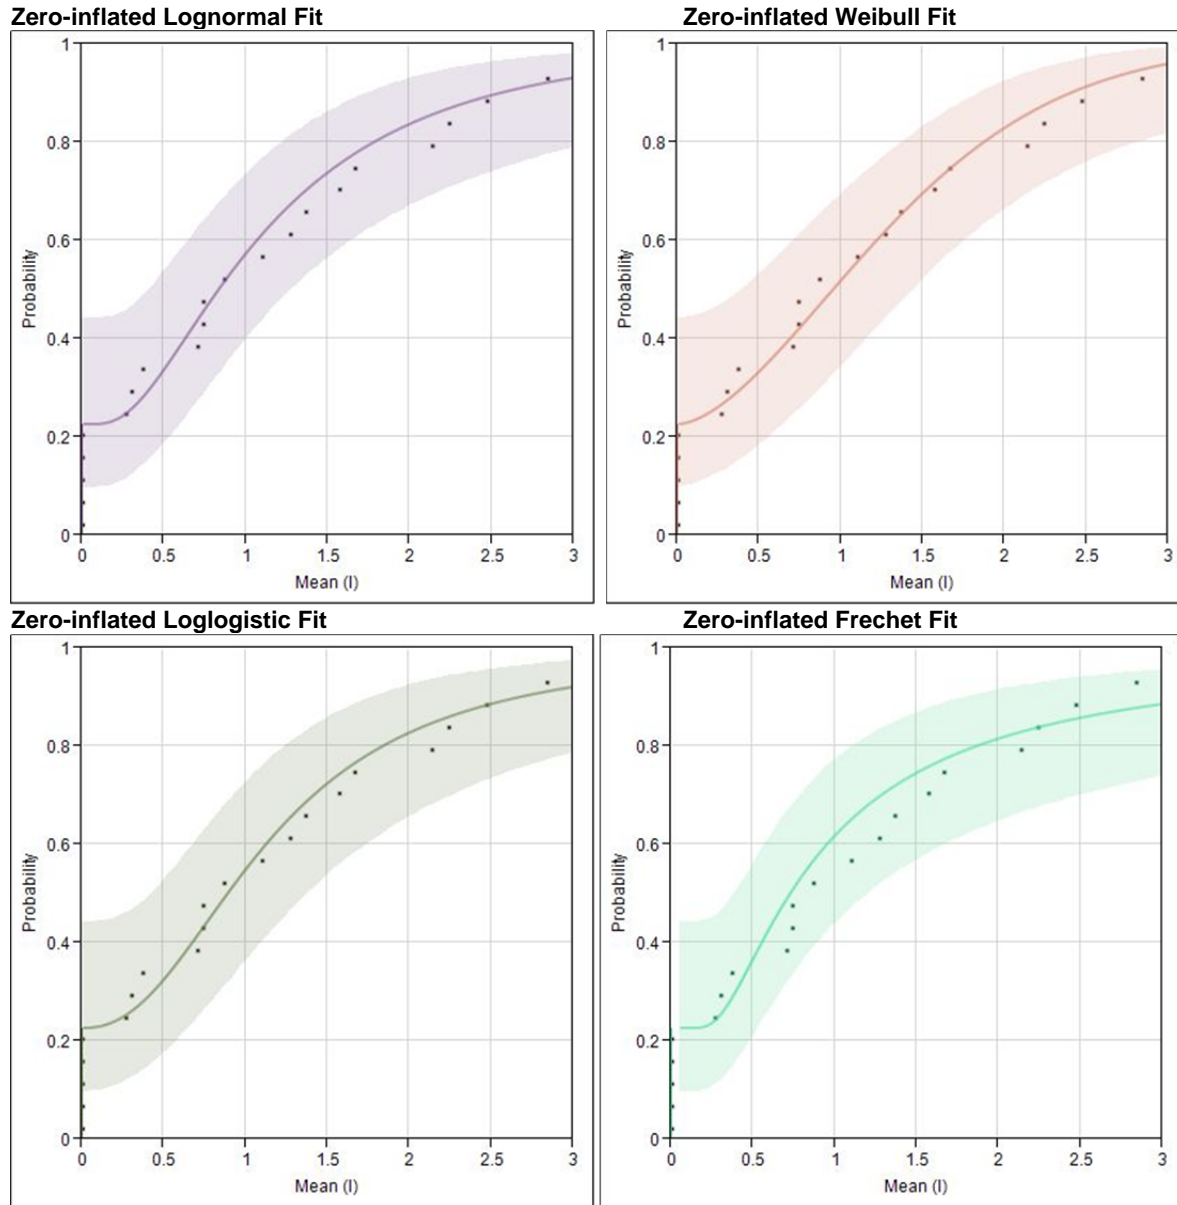 Zero-inflated Lognormal Fit
Zero-inflated Weibull Fit
1
0.8
0.6
0.4
0.2
0
Probability
0 0.5 1 1.5 2 2.5 3
Mean (I)
1
0.8
0.6
0.4
0.2
0
Probability
0 0.5 1 1.5 2 2.5 3
Mean (I)
Zero-inflated Loglogistic Fit
Zero-inflated Frechet Fit
1
0.8
0.6
0.4
0.2
0
Probability
0 0.5 1 1.5 2 2.5 3
Mean (I)
1
0.8
0.6
0.4
0.2
0
Probability
0 0.5 1 1.5 2 2.5 3
Mean (I)